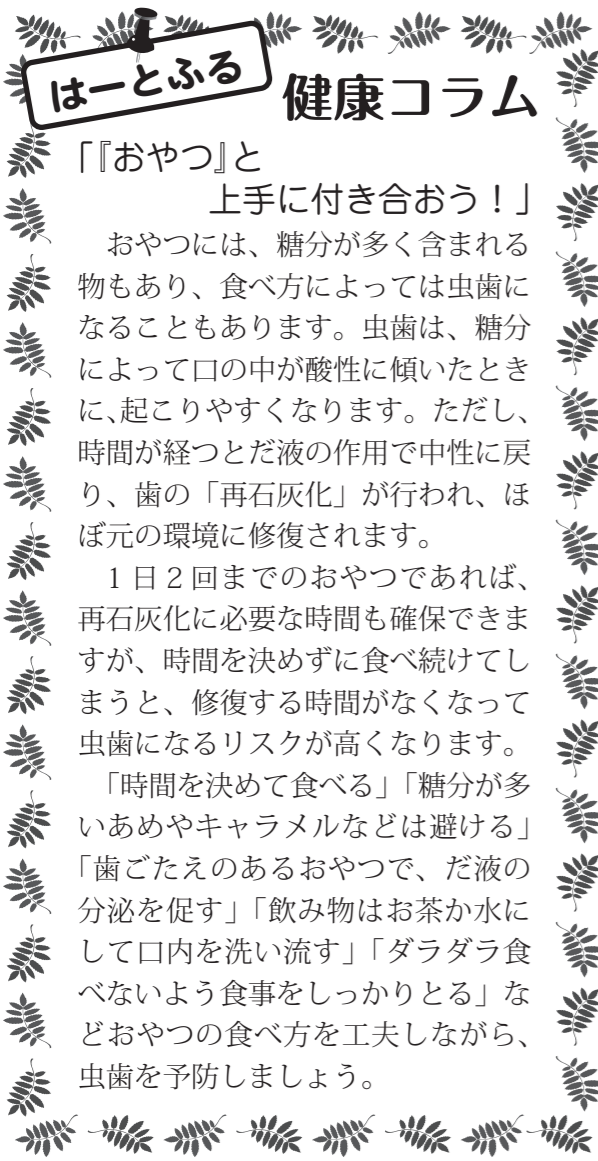 はーとふる
健康コラム
「『おやつ』と
上手に付き合おう！」
　おやつには、糖分が多く含まれる
物もあり、食べ方によっては虫歯に
なることもあります。虫歯は、糖分
によって口の中が酸性に傾いたとき
に、起こりやすくなります。ただし、
時間が経つとだ液の作用で中性に戻
り、歯の「再石灰化」が行われ、ほ
ぼ元の環境に修復されます。
　１日２回までのおやつであれば、
再石灰化に必要な時間も確保できま
すが、時間を決めずに食べ続けてし
まうと、修復する時間がなくなって
虫歯になるリスクが高くなります。
　「時間を決めて食べる」「糖分が多
いあめやキャラメルなどは避ける」
「歯ごたえのあるおやつで、だ液の
分泌を促す」「飲み物はお茶か水に
して口内を洗い流す」「ダラダラ食
べないよう食事をしっかりとる」な
どおやつの食べ方を工夫しながら、
虫歯を予防しましょう。